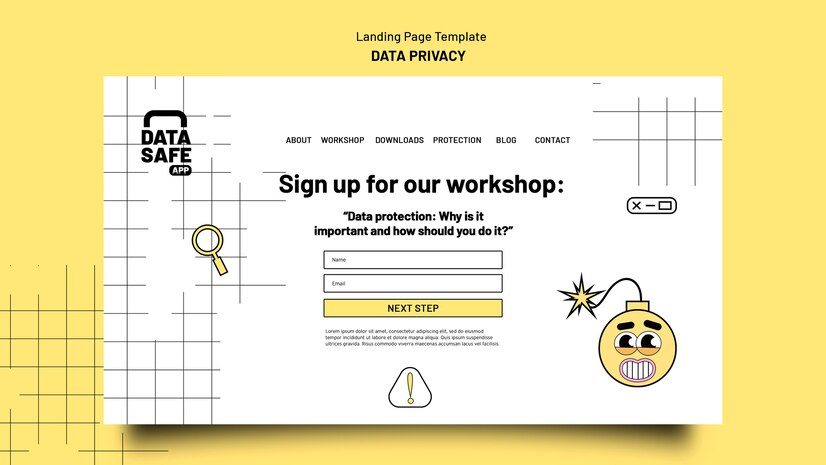 Landing Page Template
DATA PRIVACY
DATA
SAFE
APP
ABOUT WORKSHOP DOWNLOADS PROTECTION BLOG CONTACT
Sign up for our workshop:
“Data protection: Why is it
important and how should you do it?”
Name
Email
NEXT STEP
Lorem ipsum dolor sit amet, consectetur adipiscing elit, sed do eiusmod
tempor incididunt ut labore et dolore magna aliqua. Quis ipsum suspendisse
ultrices gravida. Risus commodo viverra maecenas accumsan lacus vel facilisis.